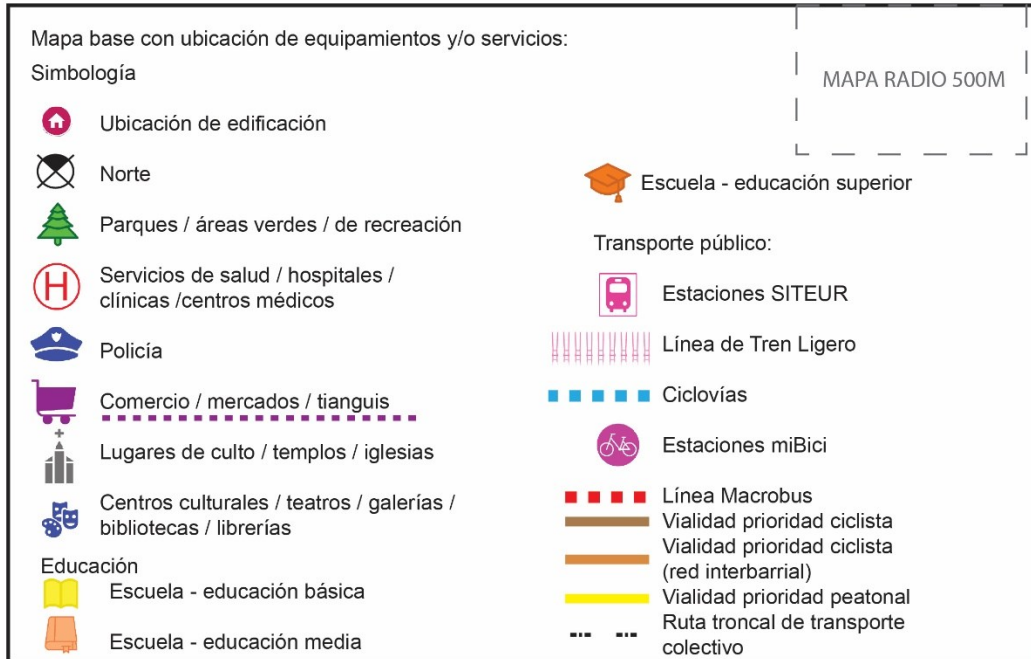 Mapa base con ubicación de equipamientos y/o servicios:
Simbología
MAPA RADIO 500M
Ubicación de edificación
Norte
Parques / áreas verdes / de recreación
H
Servicios de salud / hospitales /
clínicas /centros médicos
Policía
Comercio / mercados / tianguis
Lugares de culto / templos / iglesias
Centros culturales / teatros / galerías /
bibliotecas / librerías
Educación
Escuela - educación básica
Escuela - educación media
Escuela - educación superior
Transporte público:
Estaciones SITEUR
Línea de Tren Ligero
Ciclovías
Estaciones miBici
Línea Macrobus
Vialidad prioridad ciclista
Vialidad prioridad ciclista
(red interbarrial)
Vialidad prioridad peatonal
Ruta troncal de transporte
colectivo